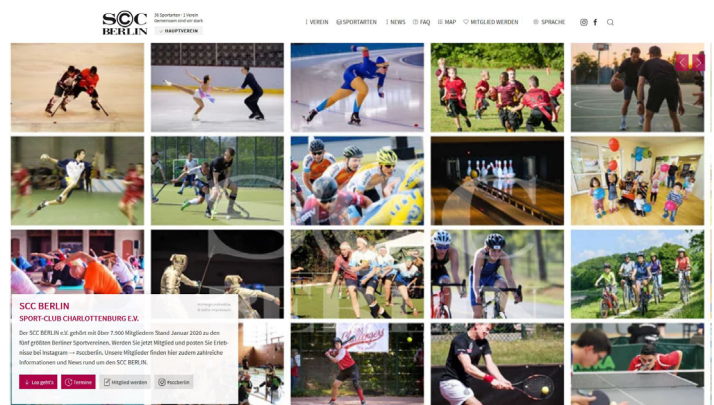 SCC
BERLIN
38 Sportarten · 1 Verein
Gemeinsam sind wir stark
HAUPTVEREIN
VEREIN
SPORTARTEN
NEWS
FAQ
MAP
MITGLIED WERDEN
SPRACHE
SCC BERLIN
SPORT-CLUB CHARLOTTENBURG E.V.
Der SCC BERLIN e.V. gehört mit über 7.900 Mitgliedern Stand Januar 2020 zu den
fünf größten Berliner Sportvereinen. Werden Sie jetzt Mitglied und posten Sie Erleb-
nisse bei Instagram → #sccberlin. Unsere Mitglieder finden hier zudem zahlreiche
Informationen und News rund um den SCC BERLIN.
Los geht's
Termine
Mitglied werden
#sccberlin